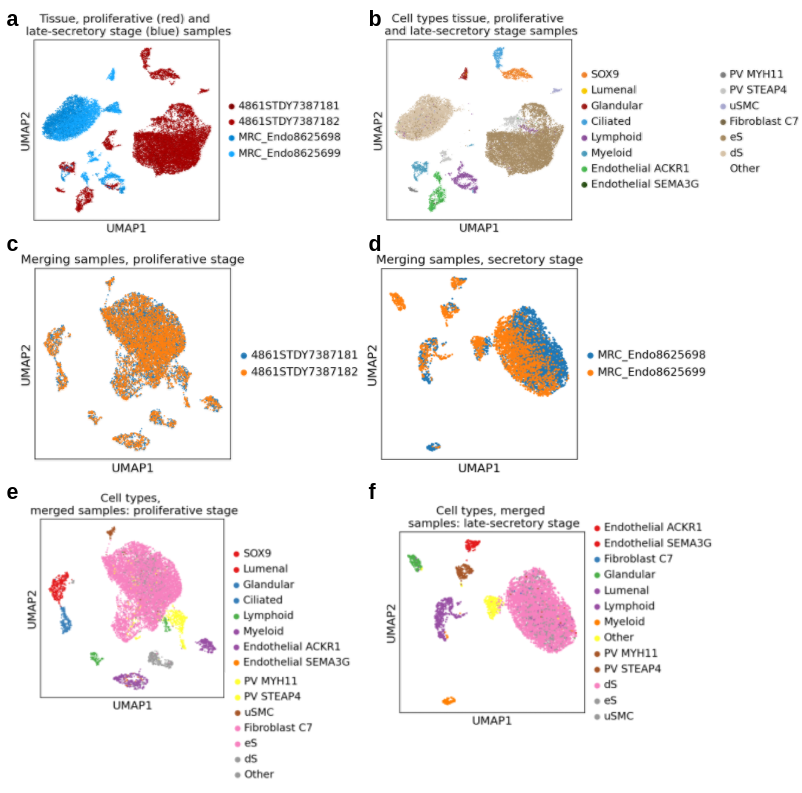 a
Tissue, proliferative (red) and
late-secretory stage (blue) samples
UMAP2
UMAP1
4861STDY7387181
4861STDY7387182
MRC_Endo8625698
MRC_Endo8625699
b
Cell types tissue, proliferative
and late-secretory stage samples
UMAP2
UMAP1
SOX9
Lumenal
Glandular
Ciliated
Lymphoid
Myeloid
Endothelial ACKR1
Endothelial SEMA3G
PV MYH11
PV STEAP4
uSMC
Fibroblast C7
eS
dS
Other
c
Merging samples, proliferative stage
UMAP2
UMAP1
4861STDY7387181
4861STDY7387182
d
Merging samples, secretory stage
UMAP2
UMAP1
MRC_Endo8625698
MRC_Endo8625699
e
Cell types,
merged samples: proliferative stage
UMAP2
UMAP1
SOX9
Lumenal
Glandular
Ciliated
Lymphoid
Myeloid
Endothelial ACKR1
Endothelial SEMA3G
PV MYH11
PV STEAP4
uSMC
Fibroblast C7
eS
dS
Other
f
Cell types, merged
samples: late-secretory stage
UMAP2
UMAP1
Endothelial ACKR1
Endothelial SEMA3G
Fibroblast C7
Glandular
Lumenal
Lymphoid
Myeloid
Other
PV MYH11
PV STEAP4
dS
eS
uSMC